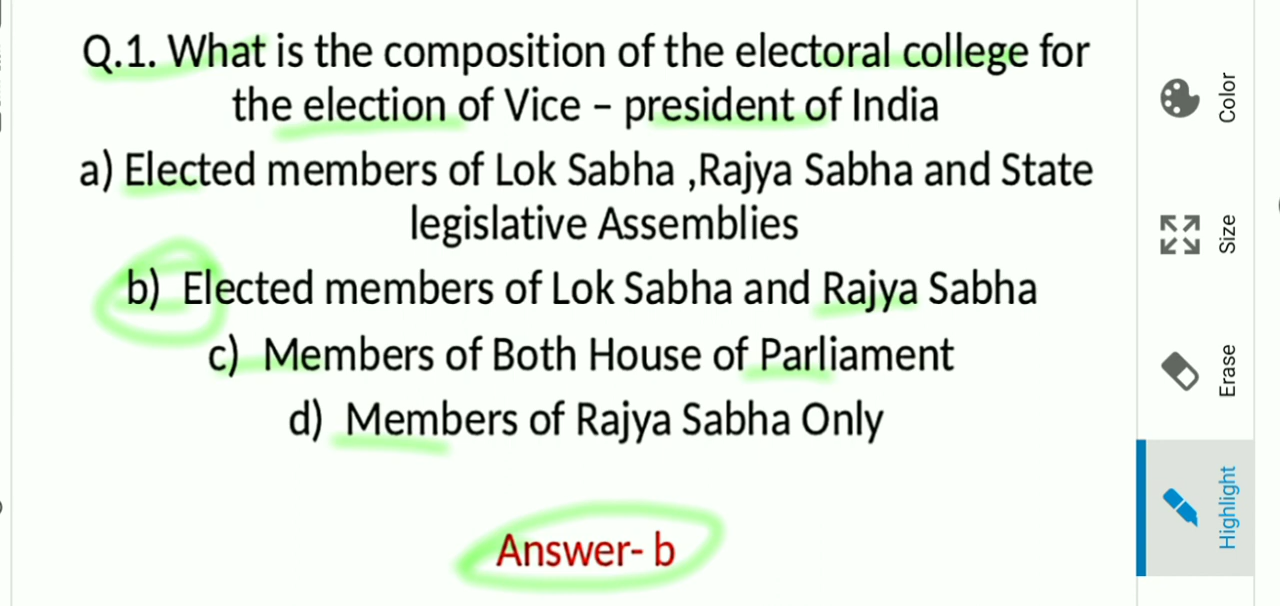 Q.1. What is the composition of the electoral college for
the election of Vice – president of India
a) Elected members of Lok Sabha ,Rajya Sabha and State
legislative Assemblies
b) Elected members of Lok Sabha and Rajya Sabha
c) Members of Both House of Parliament
d) Members of Rajya Sabha Only
Answer- b
Color
Size
Erase
Highlight